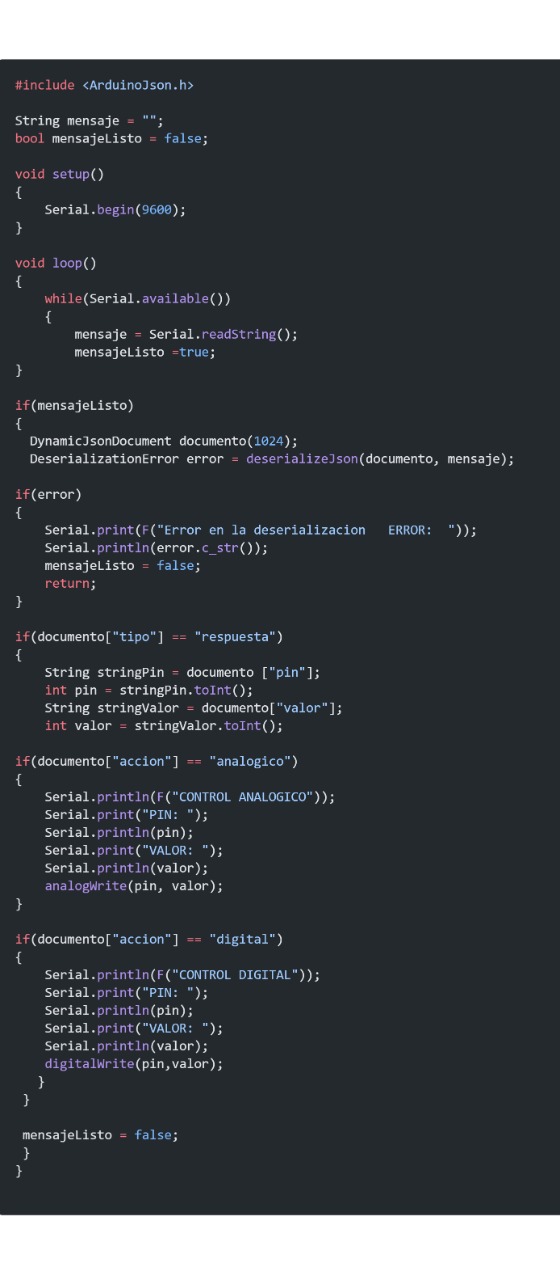 #include <ArduinoJson.h>

String mensaje = "";
bool mensajeListo = false;

void setup()
{
    Serial.begin(9600);
}

void loop()
{
    while(Serial.available())
    {
        mensaje = Serial.readString();
        mensajeListo =true;
}

if(mensajeListo)
{
  DynamicJsonDocument documento(1024);
  DeserializationError error = deserializeJson(documento, mensaje);

if(error)
{
    Serial.print(F("Error en la deserializacion   ERROR:  "));
    Serial.println(error.c_str());
    mensajeListo = false;
    return;
}

if(documento["tipo"] == "respuesta")
{
    String stringPin = documento ["pin"];
    int pin = stringPin.toInt();
    String stringValor = documento["valor"];
    int valor = stringValor.toInt();

if(documento["accion"] == "analogico")
{
    Serial.println(F("CONTROL ANALOGICO"));
    Serial.print("PIN: ");
    Serial.println(pin);
    Serial.print("VALOR: ");
    Serial.println(valor);
    analogWrite(pin, valor);
}

if(documento["accion"] == "digital")
{
    Serial.println(F("CONTROL DIGITAL"));
    Serial.print("PIN: ");
    Serial.println(pin);
    Serial.print("VALOR: ");
    Serial.println(valor);
    digitalWrite(pin,valor);
   }
 }

 mensajeListo = false;
 }
}